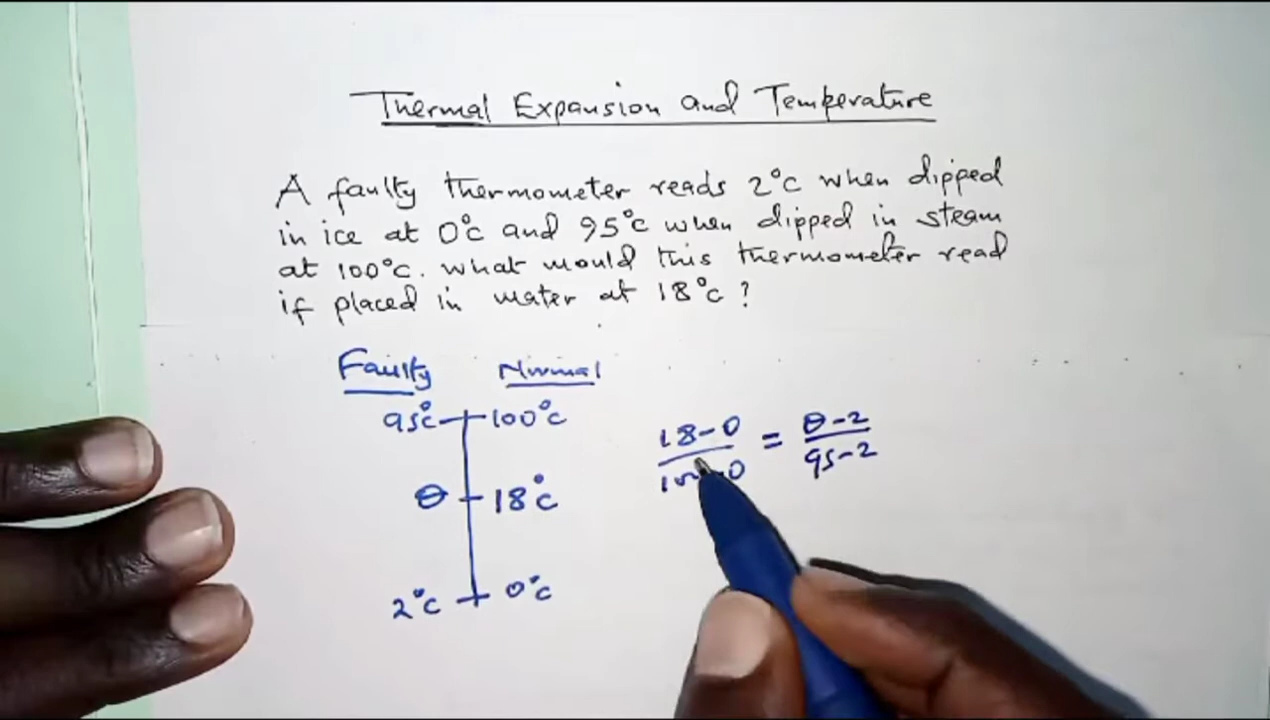 Thermal Expansion and Temperature
A faulty thermometer reads 2°C when dipped
in ice at 0°C and 95°C when dipped in steam
at 100°C. What would this thermometer read
if placed in water at 18°C?
Faulty Normal
95°C 100°C
18-0 = θ-2
100-0 95-2
θ 18°C
2°C 0°C